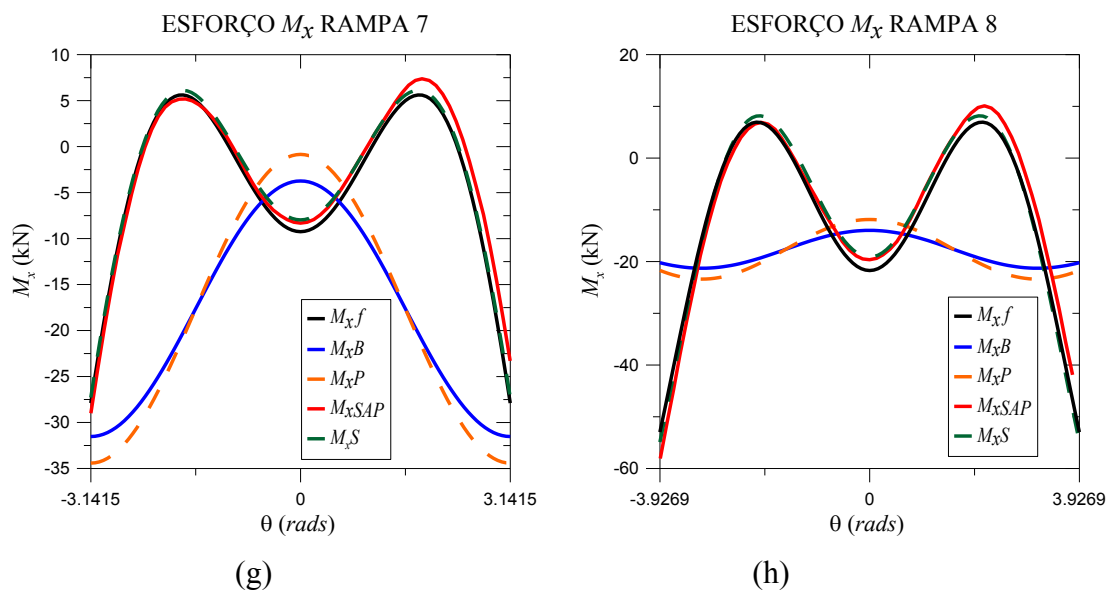 ESFORÇO Mx RAMPA 7
10
5
0
-5
-10
-15
-20
-25
-30
-35
Mx (kN)
Mx f
MxB
MxP
MxSAP
MxS
-3.1415
0
3.1415
θ (rads)
(g)
ESFORÇO Mx RAMPA 8
20
0
-20
-40
-60
Mx (kN)
Mx f
MxB
MxP
MxSAP
MxS
-3.9269
0
3.9269
θ (rads)
(h)